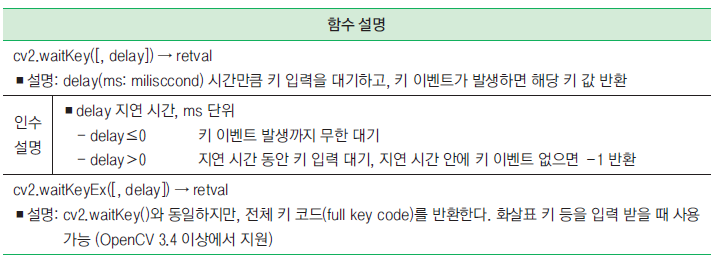 함수 설명
cv2.waitKey([, delay]) → retval
■ 설명: delay(ms: milisccond) 시간만큼 키 입력을 대기하고, 키 이벤트가 발생하면 해당 키 값 반환
인수
설명
■ delay 지연 시간, ms 단위
- delay≤0 키 이벤트 발생까지 무한 대기
- delay>0 지연 시간 동안 키 입력 대기, 지연 시간 안에 키 이벤트 없으면 -1 반환
cv2.waitKeyEx([, delay]) → retval
■ 설명: cv2.waitKey()와 동일하지만, 전체 키 코드(full key code)를 반환한다. 화살표 키 등을 입력 받을 때 사용
가능 (OpenCV 3.4 이상에서 지원)